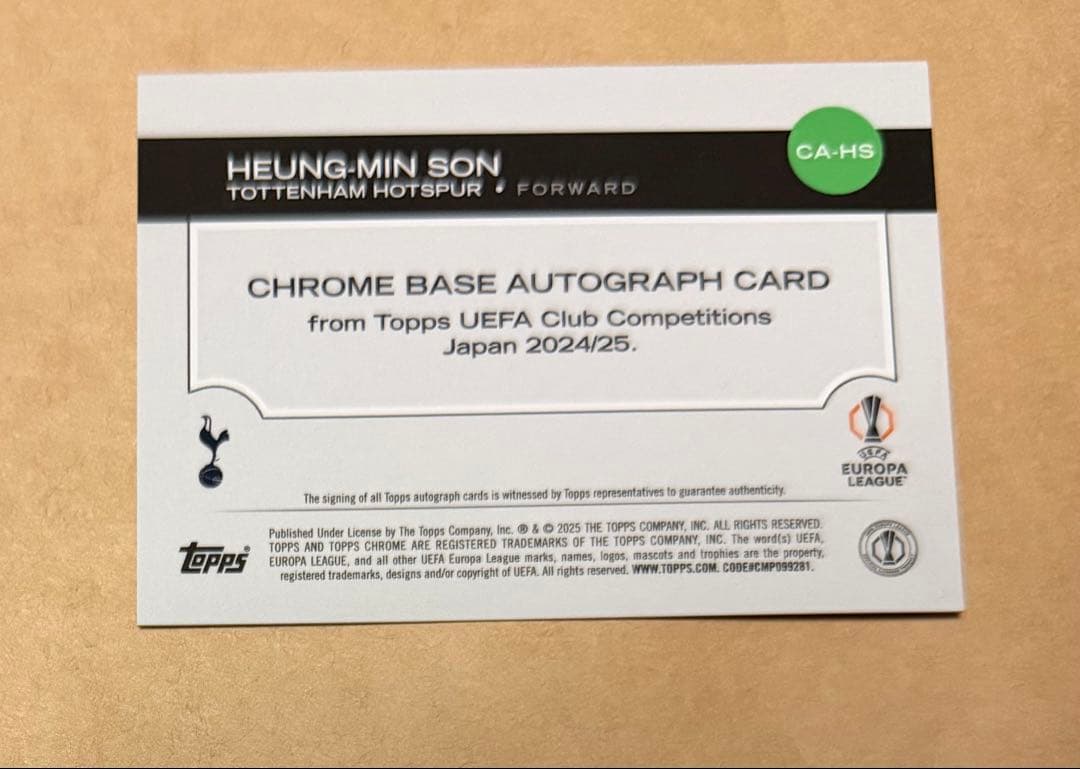 CA-HS
HEUNG-MIN SON
TOTTENHAM HOTSPUR • FORWARD
CHROME BASE AUTOGRAPH CARD
from Topps UEFA Club Competitions
Japan 2024/25.
UEFA
EUROPA
LEAGUE
The signing of all Topps autograph cards is witnessed by Topps representatives to guarantee authenticity.
topps®
Published Under License by The Topps Company, Inc. ® & © 2025 THE TOPPS COMPANY, INC. ALL RIGHTS RESERVED.
TOPPS AND TOPPS CHROME ARE REGISTERED TRADEMARKS OF THE TOPPS COMPANY, INC. The word(s) UEFA,
EUROPA LEAGUE, and all other UEFA Europa League marks, names, logos, mascots and trophies are the property,
registered trademarks, designs and/or copyright of UEFA. All rights reserved. WWW.TOPPS.COM. CODE#CMP099281.